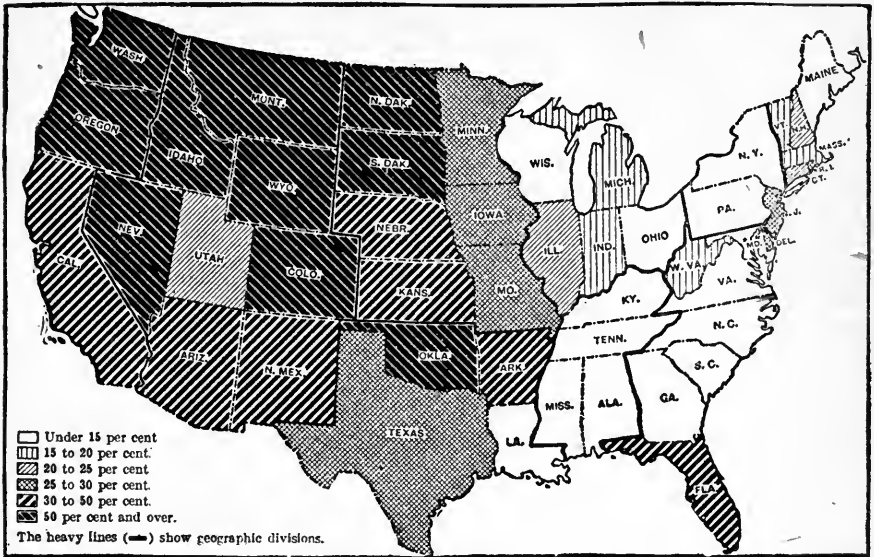 WASH
MONT.
N. DAK.
MINN.
MAINE
OREGON
IDAHO
S. DAK.
WIS.
MICH.
N. Y.
VT.
N.H.
MASS.
R. I.
CT.
WYO.
NEBR.
IOWA
PA.
N. J.
NEV.
UTAH
COLO.
ILL.
IND.
OHIO
MD.
DEL.
CAL.
KANS.
MO.
W. VA.
VA.
KY.
ARIZ.
N. MEX.
OKLA.
ARK.
TENN.
N. C.
S. C.
TEXAS
MISS.
ALA.
GA.
LA.
FLA.
Under 15 per cent
15 to 20 per cent.
20 to 25 per cent
25 to 30 per cent.
30 to 50 per cent.
50 per cent and over.
The heavy lines (━) show geographic divisions.